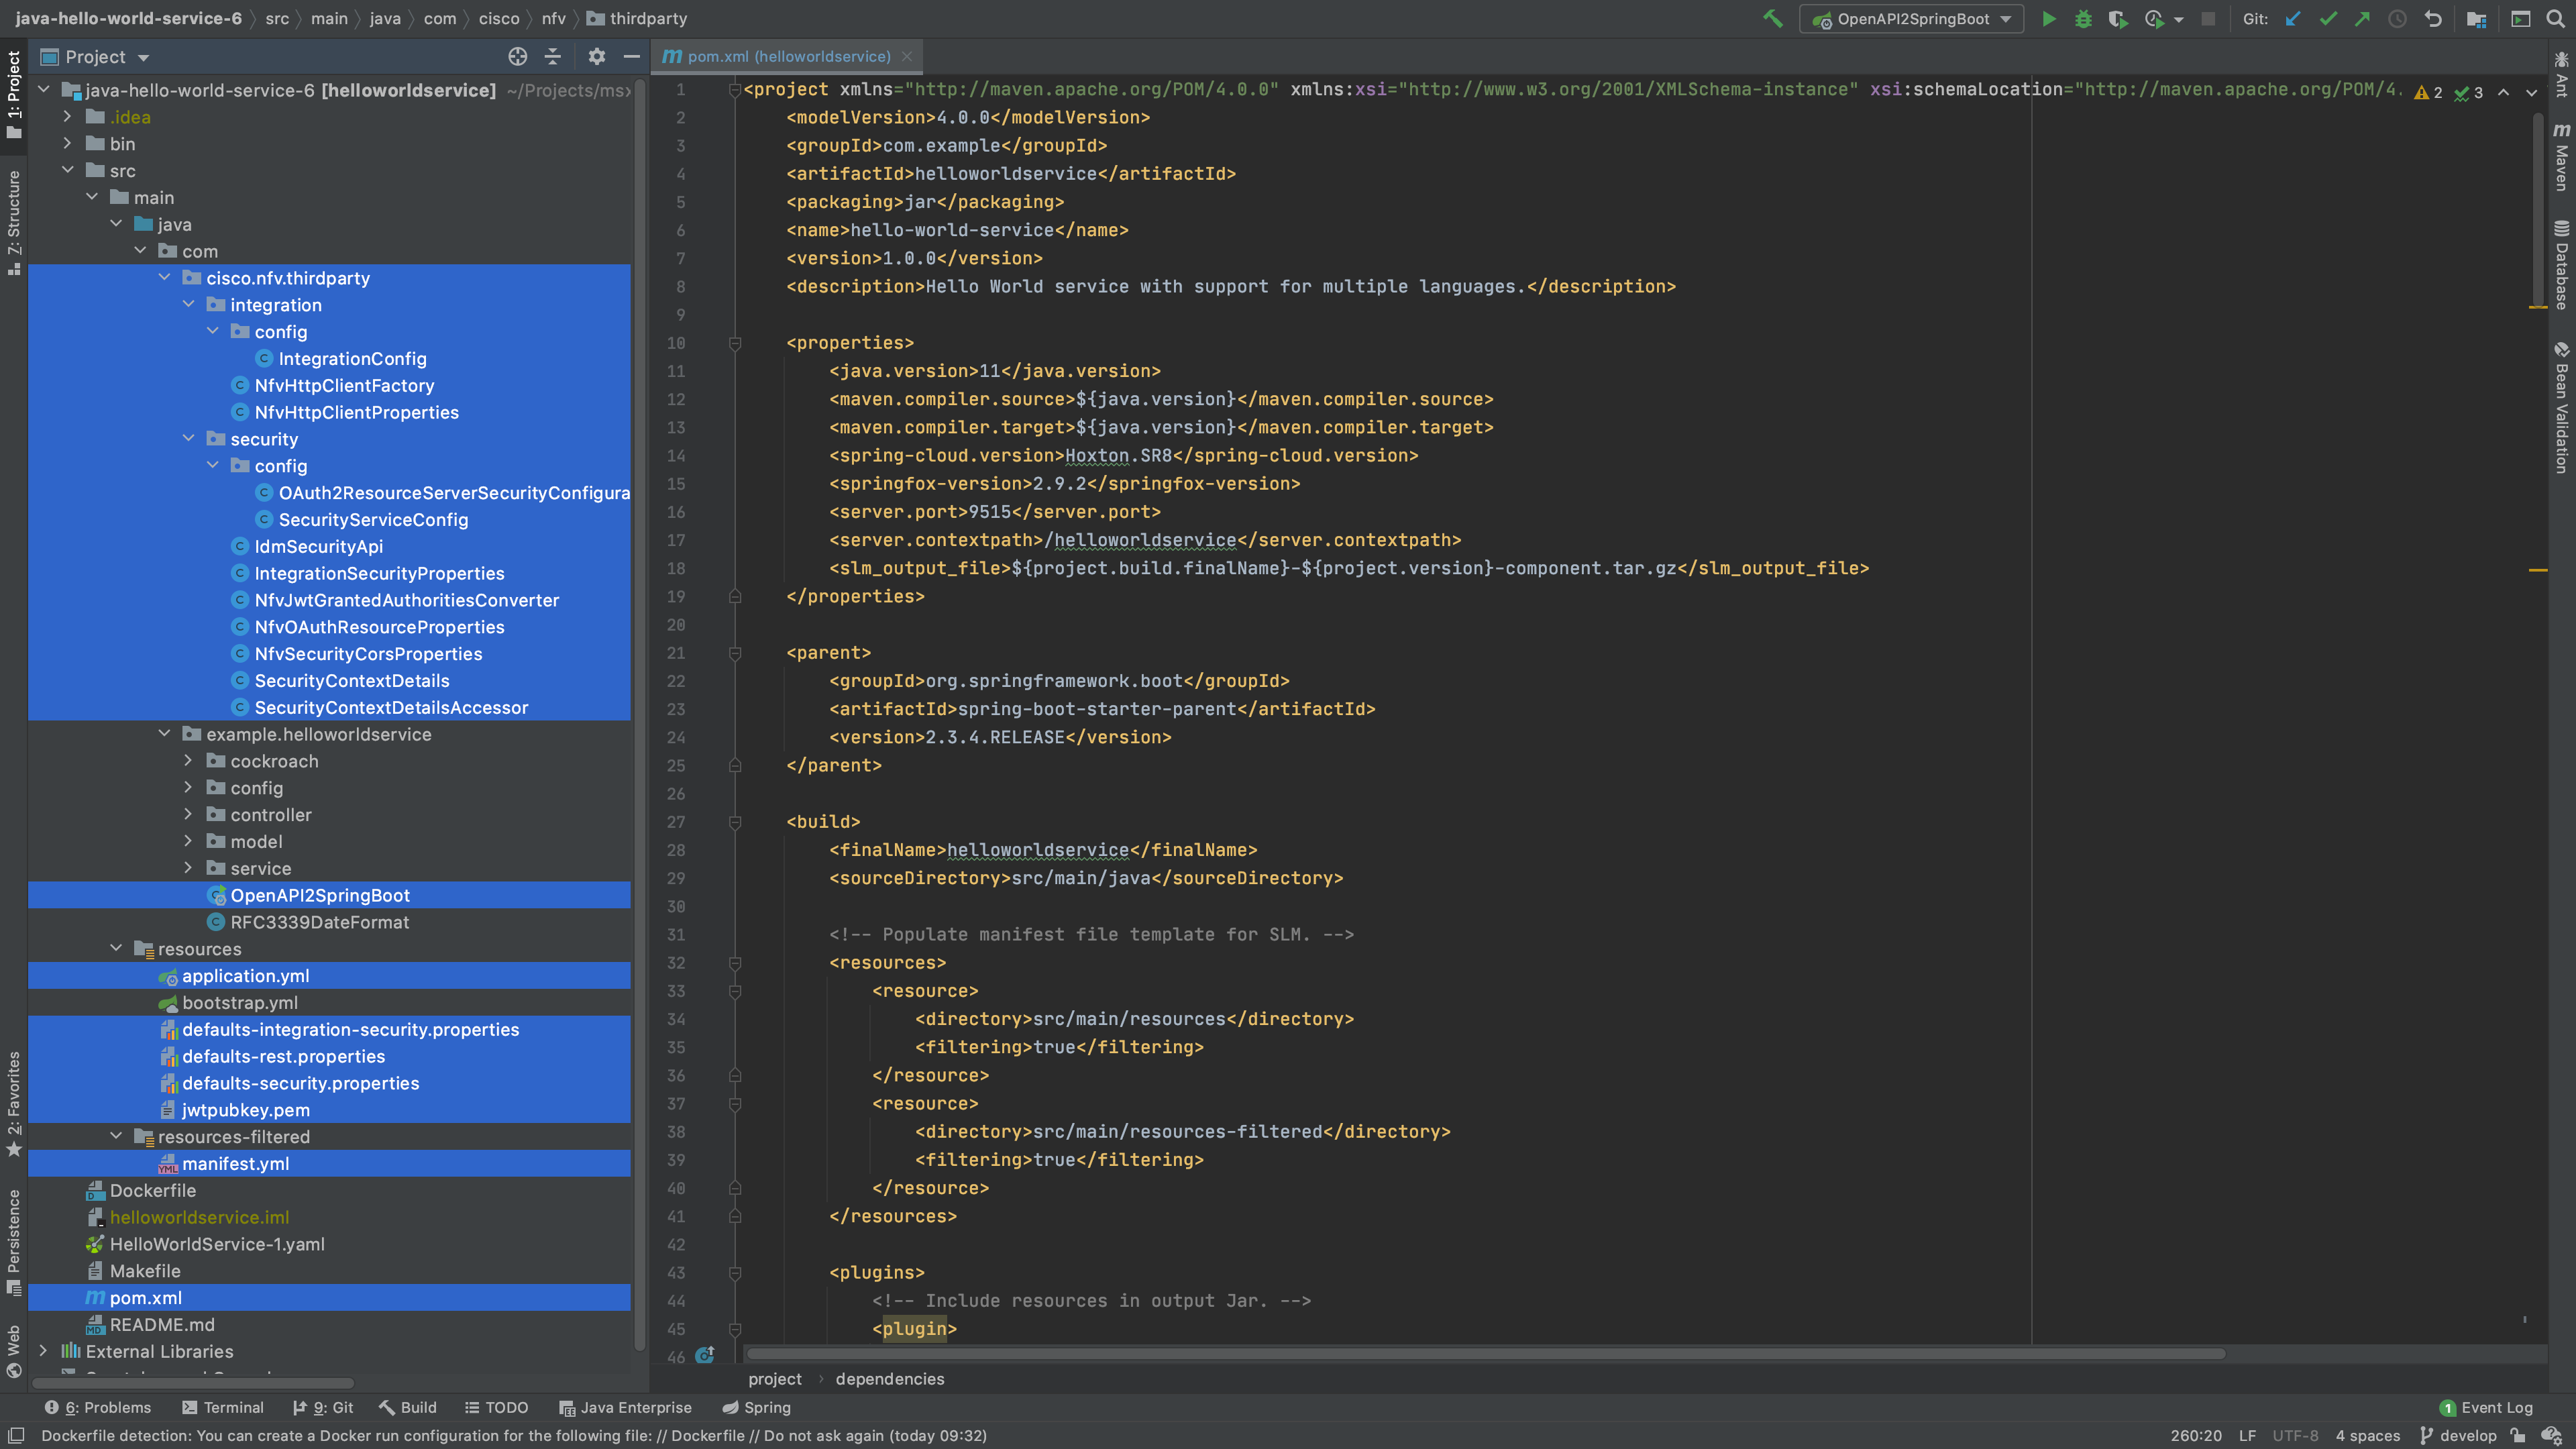 java-hello-world-service-6 src main java com cisco nfv thirdparty
OpenAPI2SpringBoot
Git:
Project
pom.xml (helloworldservice)
1: Project
Z: Structure
2: Favorites
Persistence
Web
java-hello-world-service-6 [helloworldservice] ~/Projects/msx
.idea
bin
src
main
java
com
cisco.nfv.thirdparty
integration
config
IntegrationConfig
NfvHttpClientFactory
NfvHttpClientProperties
security
config
OAuth2ResourceServerSecurityConfigura
SecurityServiceConfig
IdmSecurityApi
IntegrationSecurityProperties
NfvJwtGrantedAuthoritiesConverter
NfvOAuthResourceProperties
NfvSecurityCorsProperties
SecurityContextDetails
SecurityContextDetailsAccessor
example.helloworldservice
cockroach
config
controller
model
service
OpenAPI2SpringBoot
RFC3339DateFormat
resources
application.yml
bootstrap.yml
defaults-integration-security.properties
defaults-rest.properties
defaults-security.properties
jwtpubkey.pem
resources-filtered
manifest.yml
Dockerfile
helloworldservice.iml
HelloWorldService-1.yaml
Makefile
pom.xml
README.md
External Libraries
1 <project xmlns="http://maven.apache.org/POM/4.0.0" xmlns:xsi="http://www.w3.org/2001/XMLSchema-instance" xsi:schemaLocation="http://maven.apache.org/POM/4. 2 3
2 <modelVersion>4.0.0</modelVersion>
3 <groupId>com.example</groupId>
4 <artifactId>helloworldservice</artifactId>
5 <packaging>jar</packaging>
6 <name>hello-world-service</name>
7 <version>1.0.0</version>
8 <description>Hello World service with support for multiple languages.</description>
9
10 <properties>
11 <java.version>11</java.version>
12 <maven.compiler.source>${java.version}</maven.compiler.source>
13 <maven.compiler.target>${java.version}</maven.compiler.target>
14 <spring-cloud.version>Hoxton.SR8</spring-cloud.version>
15 <springfox-version>2.9.2</springfox-version>
16 <server.port>9515</server.port>
17 <server.contextpath>/helloworldservice</server.contextpath>
18 <slm_output_file>${project.build.finalName}-${project.version}-component.tar.gz</slm_output_file>
19 </properties>
20
21 <parent>
22 <groupId>org.springframework.boot</groupId>
23 <artifactId>spring-boot-starter-parent</artifactId>
24 <version>2.3.4.RELEASE</version>
25 </parent>
26
27 <build>
28 <finalName>helloworldservice</finalName>
29 <sourceDirectory>src/main/java</sourceDirectory>
30
31 <!-- Populate manifest file template for SLM. -->
32 <resources>
33 <resource>
34 <directory>src/main/resources</directory>
35 <filtering>true</filtering>
36 </resource>
37 <resource>
38 <directory>src/main/resources-filtered</directory>
39 <filtering>true</filtering>
40 </resource>
41 </resources>
42
43 <plugins>
44 <!-- Include resources in output Jar. -->
45 <plugin>
46
project dependencies
Ant
Maven
Database
Bean Validation
6: Problems Terminal 9: Git Build TODO Java Enterprise Spring 1 Event Log
Dockerfile detection: You can create a Docker run configuration for the following file: // Dockerfile // Do not ask again (today 09:32) 260:20 LF UTF-8 4 spaces develop